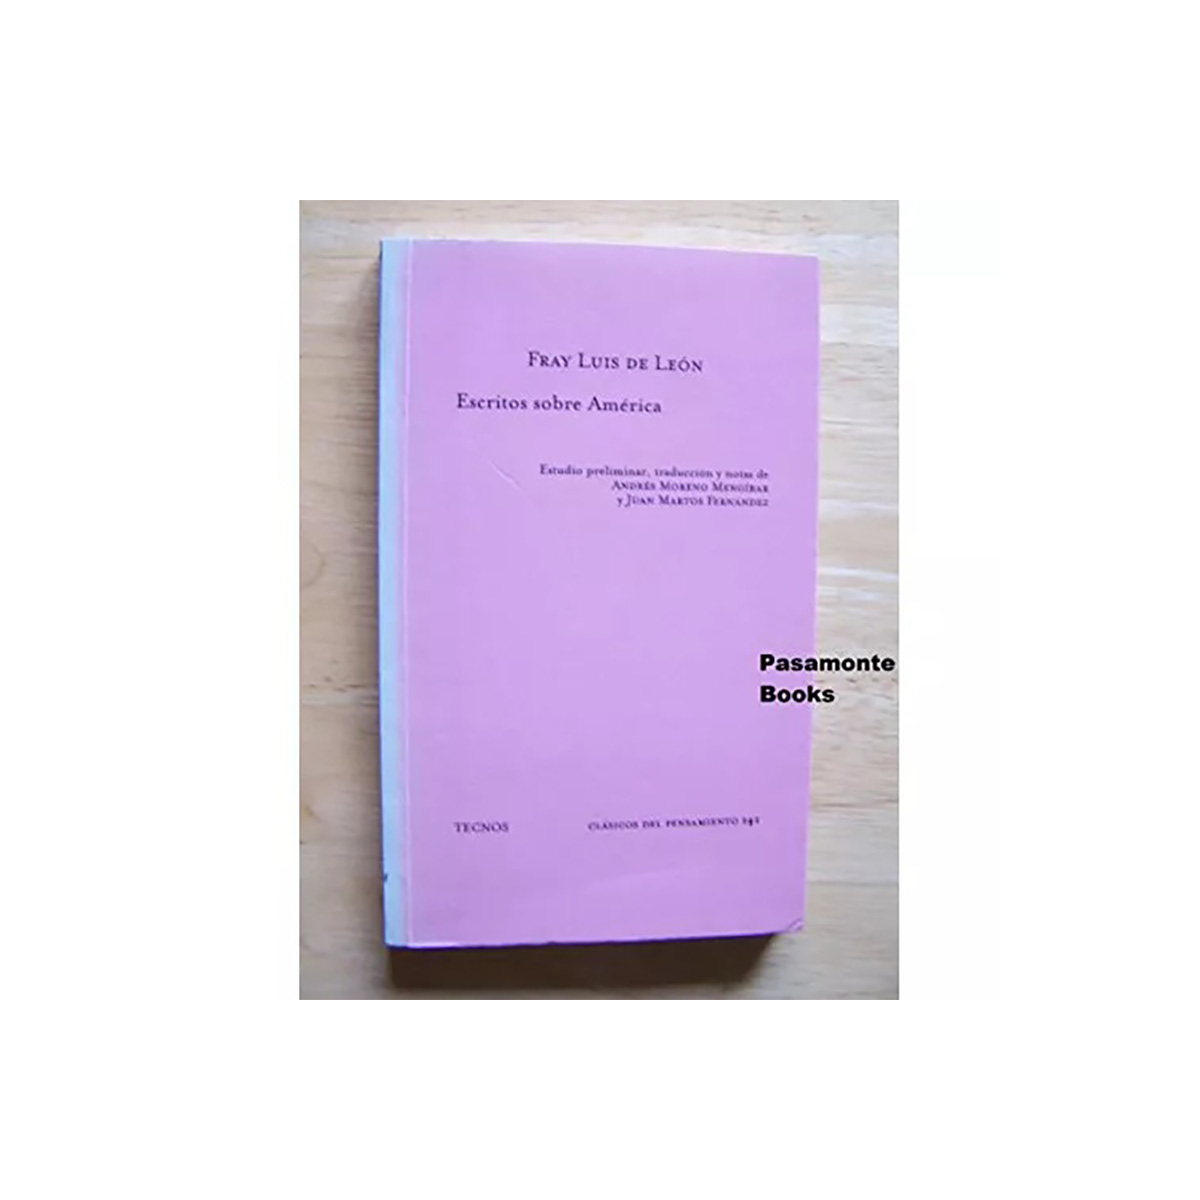 FRAY LUIS DE LEÓN
Escritos sobre América
Estudio preliminar, traducción y notas de
ANDRÉS MORENO MENGÍBAR
y JUAN MARTOS FERNÁNDEZ
Pasamonte
Books
TECNOS
CLÁSICOS DEL PENSAMIENTO 141